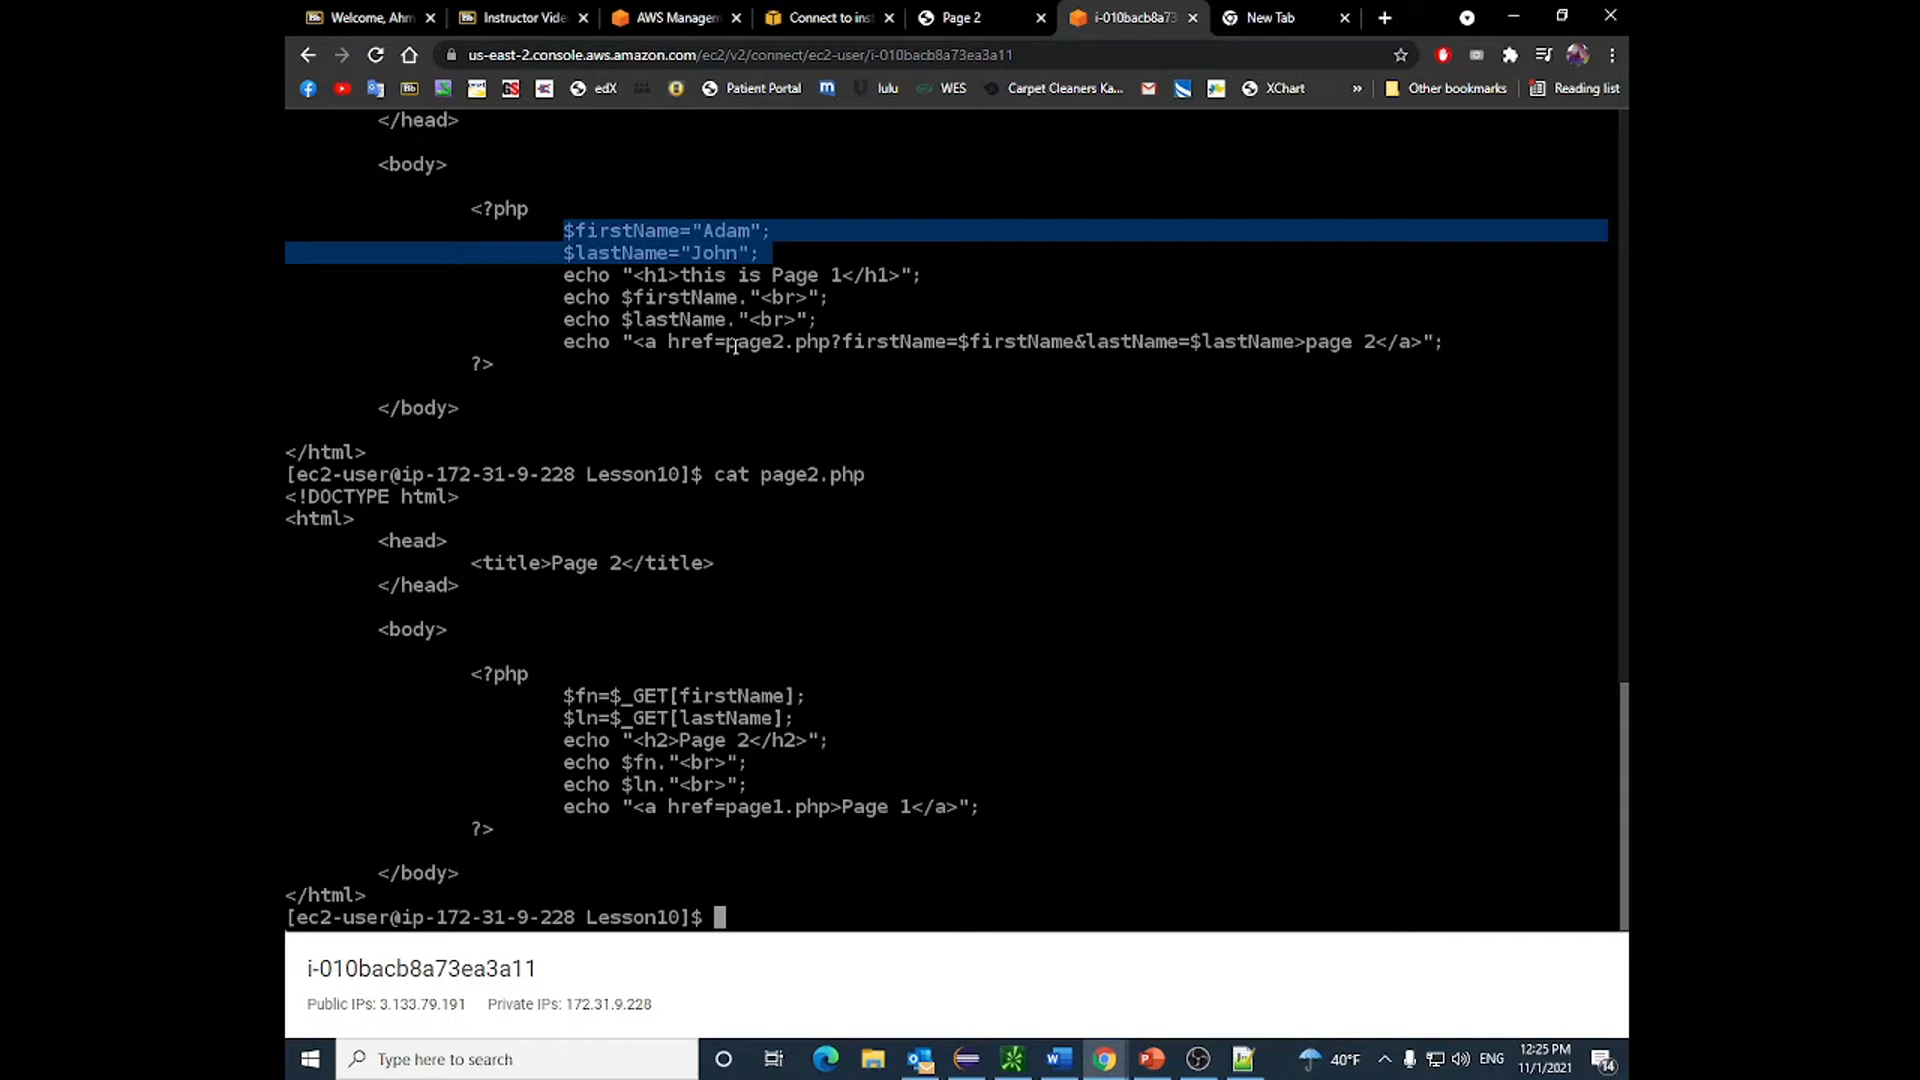 Welcome, Ahm
Instructor Vide
AWS Managem
Connect to inst
Page 2
i-010bacb8a73
New Tab
us-east-2.console.aws.amazon.com/ec2/v2/connect/ec2-user/i-010bacb8a73ea3a11
Bb
GS
edX
Patient Portal
lulu
WES
Carpet Cleaners Ka...
XChart
»
Other bookmarks
Reading list
</head>
<body>
<?php
$firstName="Adam";
$lastName="John";
echo "<h1>this is Page 1</h1>";
echo $firstName."<br>";
echo $lastName."<br>";
echo "<a href=page2.php?firstName=$firstName&lastName=$lastName>page 2</a>";
?>
</body>
</html>
[ec2-user@ip-172-31-9-228 Lesson10]$ cat page2.php
<!DOCTYPE html>
<html>
<head>
<title>Page 2</title>
</head>
<body>
<?php
$fn=$_GET[firstName];
$ln=$_GET[lastName];
echo "<h2>Page 2</h2>";
echo $fn."<br>";
echo $ln."<br>";
echo "<a href=page1.php>Page 1</a>";
?>
</body>
</html>
[ec2-user@ip-172-31-9-228 Lesson10]$
i-010bacb8a73ea3a11
Public IPs: 3.133.79.191 Private IPs: 172.31.9.228
Type here to search
40°F
ENG
12:25 PM
11/1/2021
14